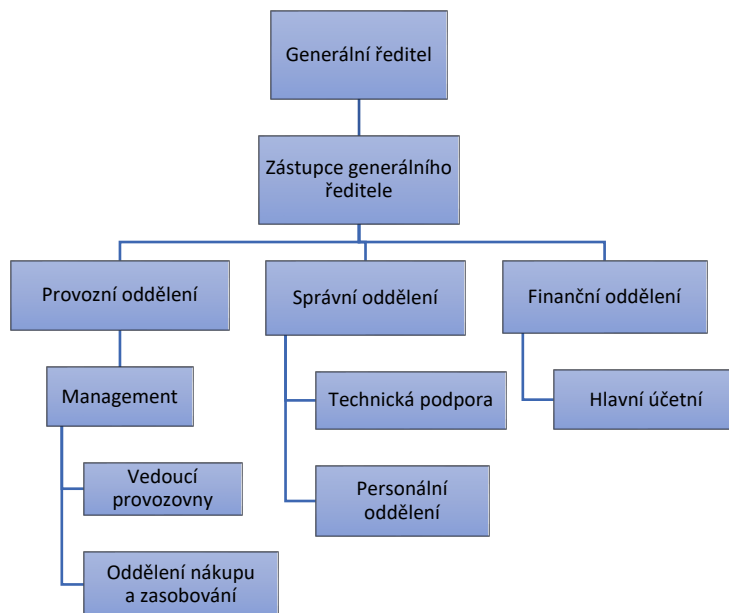 Generální ředitel
Zástupce generálního
ředitele
Provozní oddělení
Správní oddělení
Finanční oddělení
Management
Technická podpora
Hlavní účetní
Vedoucí
provozovny
Personální
oddělení
Oddělení nákupu
a zasobování